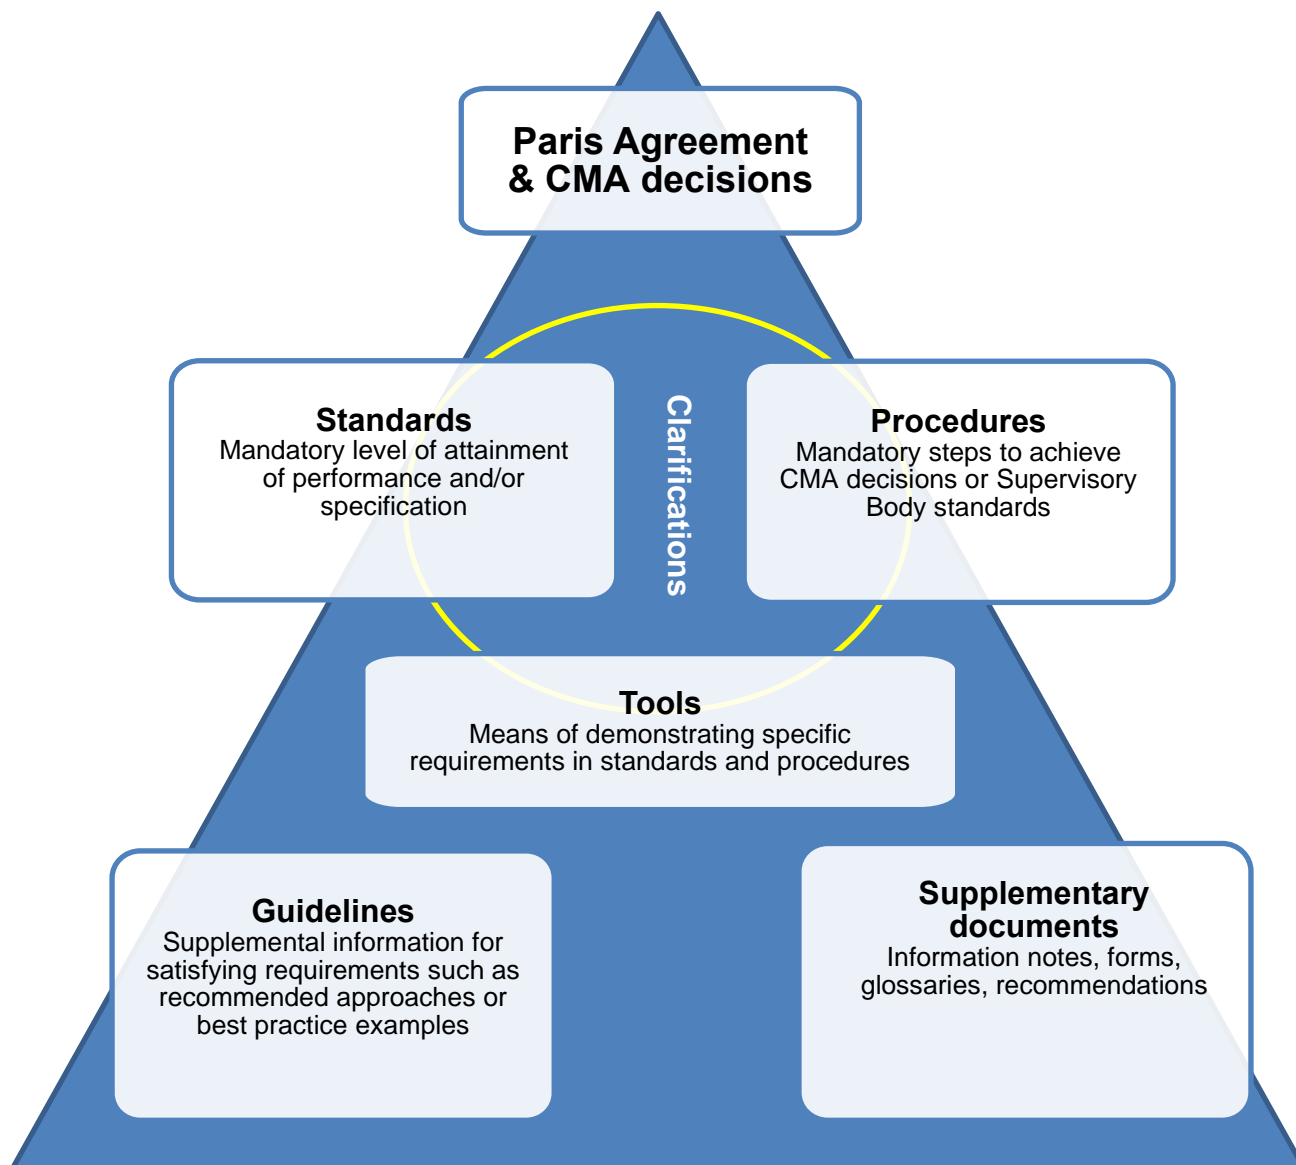 Paris Agreement
& CMA decisions
Standards
Mandatory level of attainment
of performance and/or
specification
Clarifications
Procedures
Mandatory steps to achieve
CMA decisions or Supervisory
Body standards
Tools
Means of demonstrating specific
requirements in standards and procedures
Guidelines
Supplemental information for
satisfying requirements such as
recommended approaches or
best practice examples
Supplementary
documents
Information notes, forms,
glossaries, recommendations